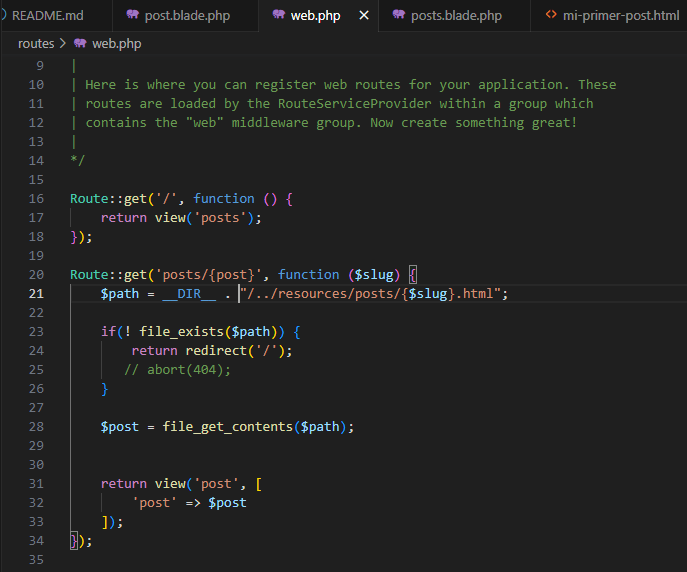 README.md post.blade.php web.php posts.blade.php mi-primer-post.html
routes > web.php
9 |
10 | Here is where you can register web routes for your application. These
11 | routes are loaded by the RouteServiceProvider within a group which
12 | contains the "web" middleware group. Now create something great!
13 |
14 */
15
16 Route::get('/', function () {
17     return view('posts');
18 });
19
20 Route::get('posts/{post}', function ($slug) {
21     $path = __DIR__ . "/../resources/posts/{$slug}.html";
22
23     if(! file_exists($path)) {
24         return redirect('/');
25        // abort(404);
26     }
27
28     $post = file_get_contents($path);
29
30
31     return view('post', [
32         'post' => $post
33     ]);
34 });
35